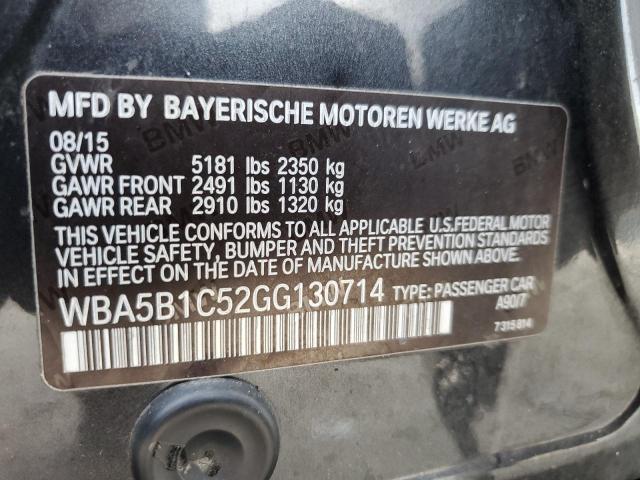 MFD BY BAYERISCHE MOTOREN WERKE AG
08/15
GVWR 5181 lbs 2350 kg
GAWR FRONT 2491 lbs 1130 kg
GAWR REAR 2910 lbs 1320 kg
THIS VEHICLE CONFORMS TO ALL APPLICABLE U.S.FEDERAL MOTOR
VEHICLE SAFETY, BUMPER AND THEFT PREVENTION STANDARDS
IN EFFECT ON THE DATE OF MANUFACTURE SHOWN ABOVE.
WBA5B1C52GG130714 TYPE: PASSENGER CAR
A90/7
7315814